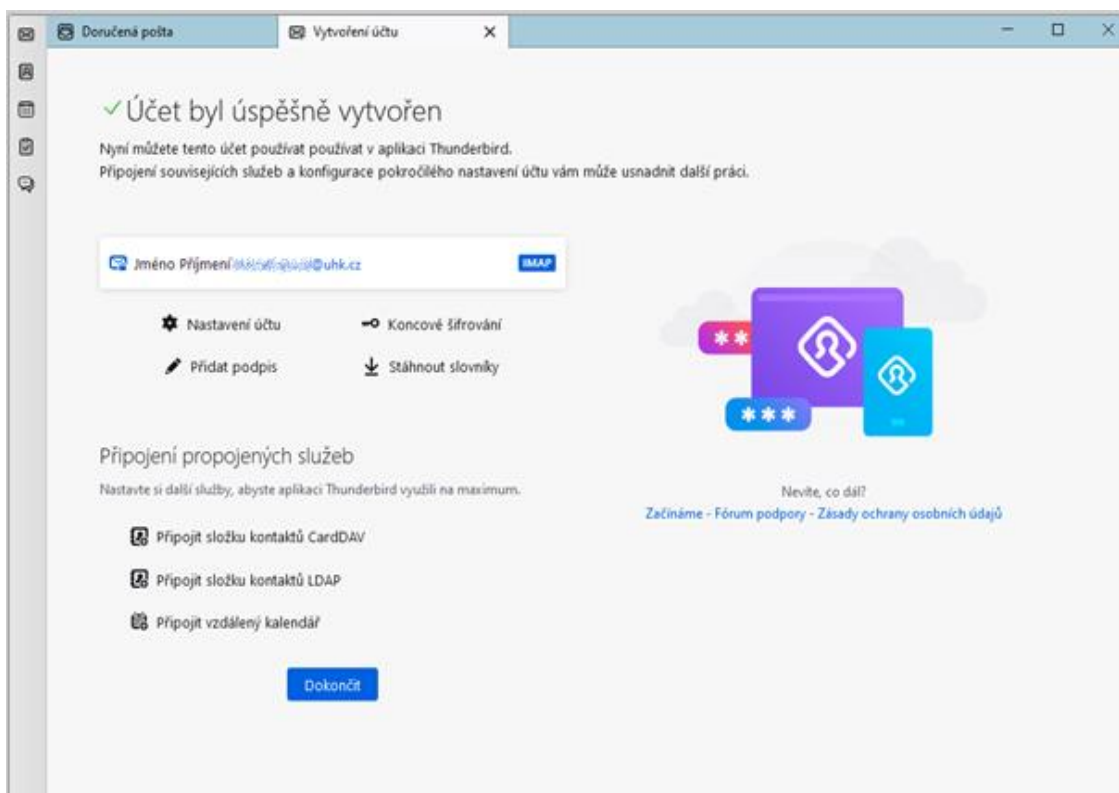 Doručená pošta
Vytvoření účtu
Účet byl úspěšně vytvořen
Nyní můžete tento účet používat používat v aplikaci Thunderbird.
Připojení souvisejících služeb a konfigurace pokročilého nastavení účtu vám může usnadnit další práci.
Jméno Příjmení @uhk.cz IMAP
Nastavení účtu Koncové šifrování
Přidat podpis Stáhnout slovníky
***
Připojení propojených služeb
Nastavte si další služby, abyste aplikaci Thunderbird využili na maximum.
Nevíte, co dál?
Začínáme - Fórum podpory - Zásady ochrany osobních údajů
Připojit složku kontaktů CardDAV
Připojit složku kontaktů LDAP
Připojit vzdálený kalendář
Dokončit